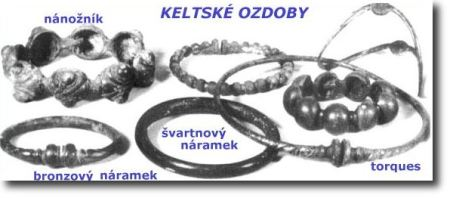 KELTSKÉ OZDOBY
nánožník
švartnový
náramek
bronzový náramek
torques